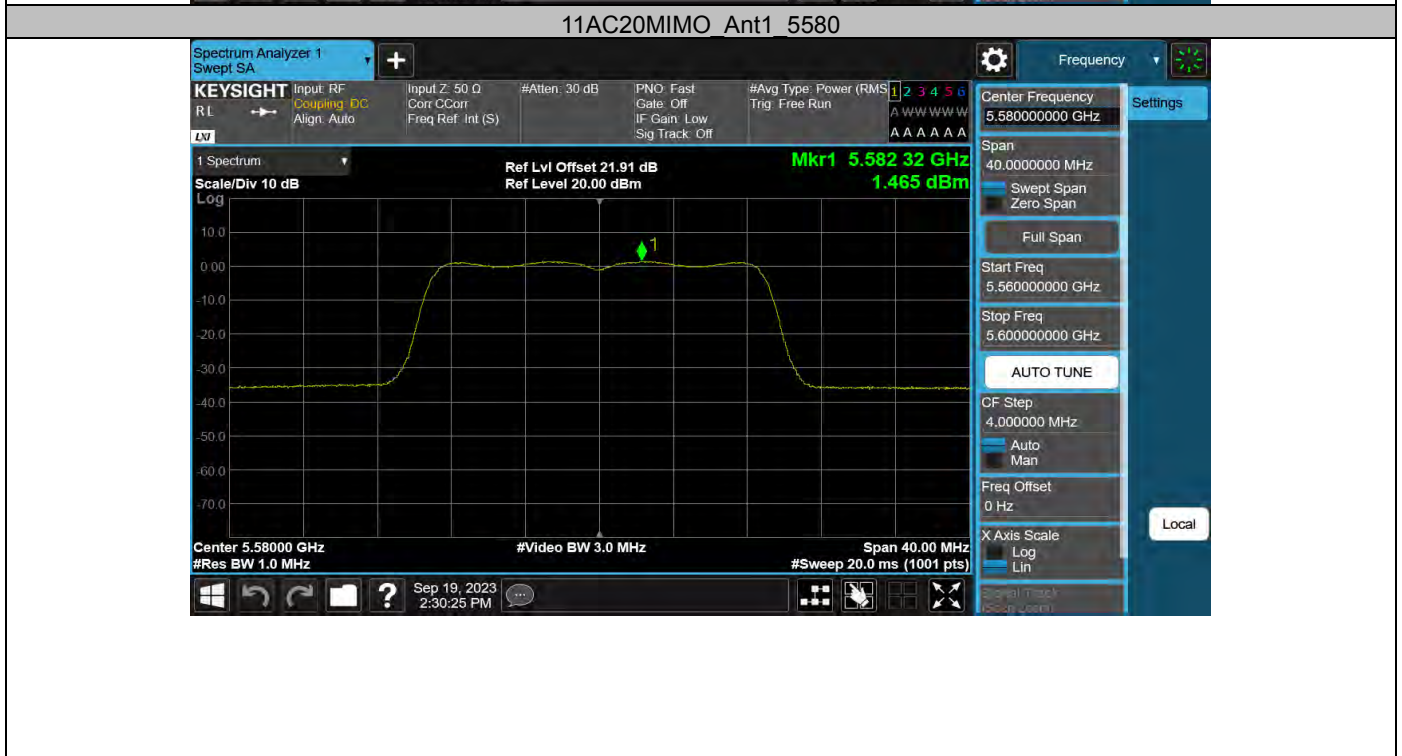 11AC20MIMO_Ant1_5580
Spectrum Analyzer 1
Swept SA
+
Frequency
KEYSIGHT
RL
LXI
Input: RF
Coupling: DC
Align: Auto
Input Z: 50 Ω
Corr CCorr
Freq Ref: Int (S)
#Atten: 30 dB
PNO: Fast
Gate: Off
IF Gain: Low
Sig Track: Off
#Avg Type: Power (RMS
Trig: Free Run
1 2 3 4 5 6
A W W W W W
A A A A A A
Center Frequency
5.580000000 GHz
Settings
1 Spectrum
Scale/Div 10 dB
Log
Ref Lvl Offset 21.91 dB
Ref Level 20.00 dBm
Mkr1 5.582 32 GHz
1.465 dBm
Span
40.0000000 MHz
Swept Span
Zero Span
Full Span
Start Freq
5.560000000 GHz
Stop Freq
5.600000000 GHz
AUTO TUNE
CF Step
4.000000 MHz
Auto
Man
Freq Offset
0 Hz
X Axis Scale
Log
Lin
Signal Track
(Span Zoom)
Local
10.0
0.00
-10.0
-20.0
-30.0
-40.0
-50.0
-60.0
-70.0
1
Center 5.58000 GHz
#Res BW 1.0 MHz
#Video BW 3.0 MHz
Span 40.00 MHz
#Sweep 20.0 ms (1001 pts)
?
Sep 19, 2023
2:30:25 PM